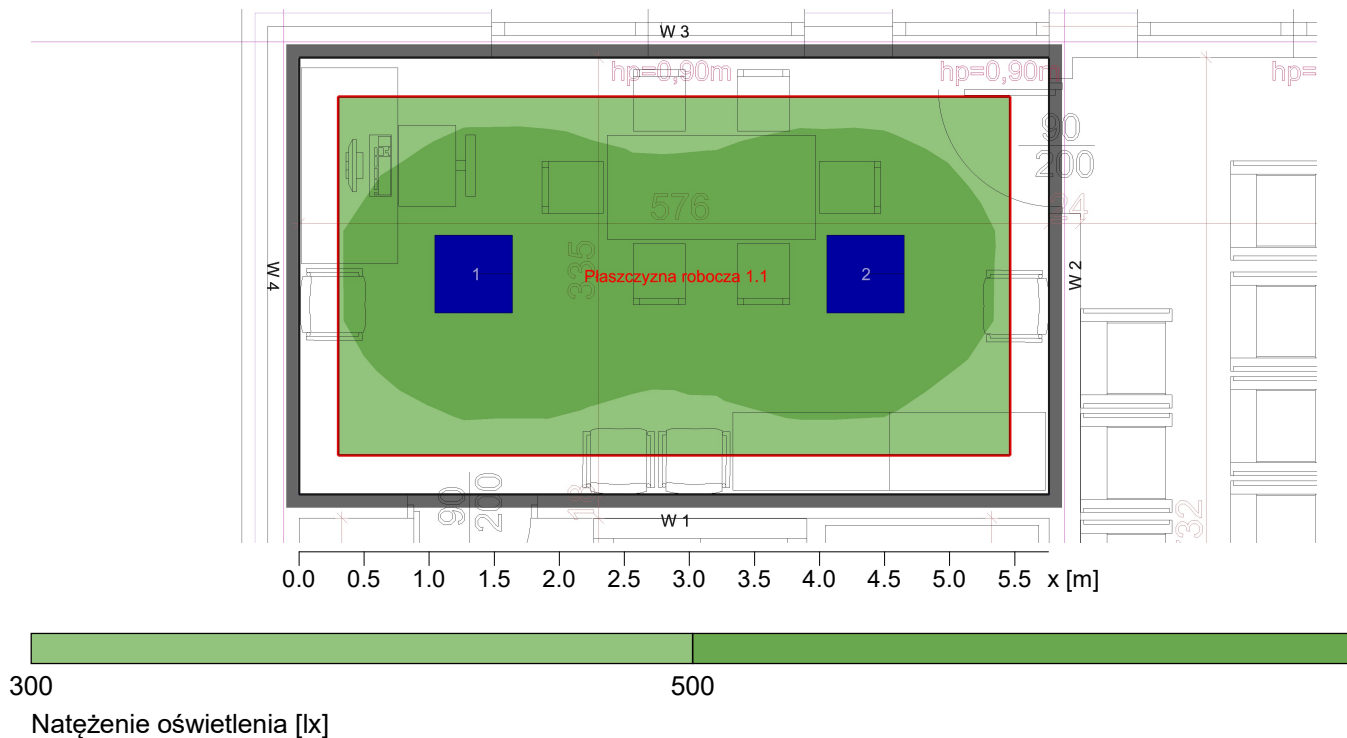 W 3
hp=0,90m
hp=0,90m
hp=
90
200
576
24
335
W 4
1
Płaszczyzna robocza 1.1
2
W 2
90
200
W 1
732
0.0 0.5 1.0 1.5 2.0 2.5 3.0 3.5 4.0 4.5 5.0 5.5 x [m]
300 500
Natężenie oświetlenia [lx]